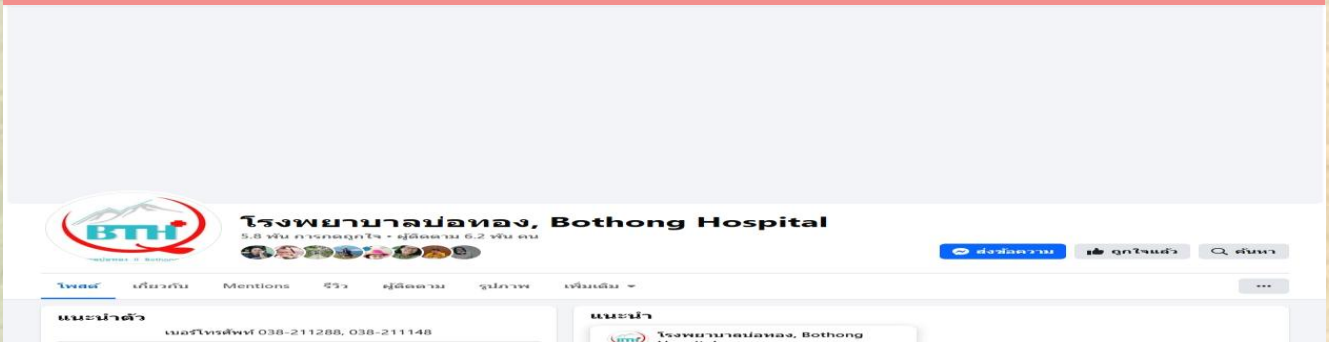 โรงพยาบาลบ่อทอง, Bothong Hospital
5.8 พัน การกดถูกใจ • ผู้ติดตาม 6.2 พัน คน
BTH
ส่งข้อความ
ถูกใจแล้ว
ค้นหา
โพสต์ เกี่ยวกับ Mentions รีวิว ผู้ติดตาม รูปภาพ เพิ่มเติม
แนะนำตัว
เบอร์โทรศัพท์ 038-211288, 038-211148
แนะนำ
โรงพยาบาลบ่อทอง, Bothong